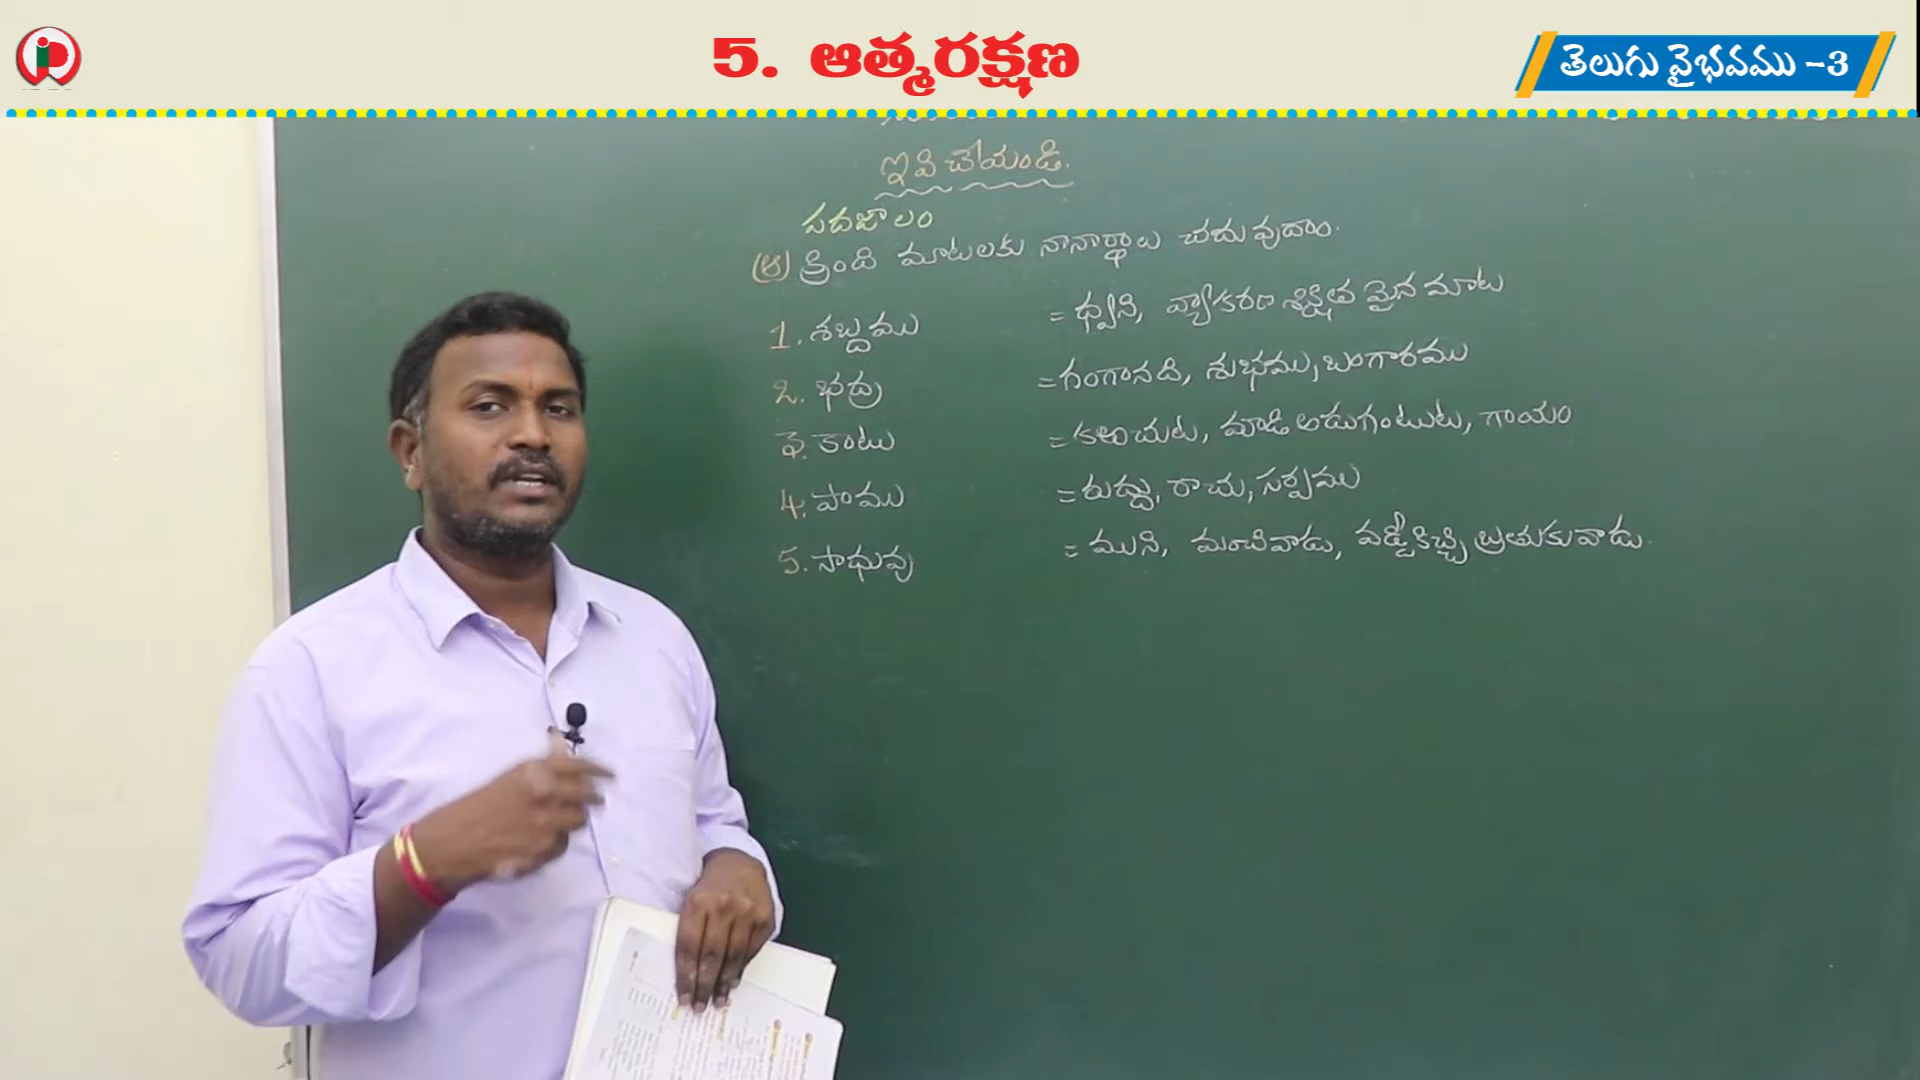 5. ఆత్మరక్షణ
తెలుగు వైభవము -3
ఇవి చేయండి.
పదజాలం
(ఆ) క్రింది మాటలకు నానార్థాలు చదువుదాం.
1. శబ్దము = ధ్వని, వ్యాకరణ శిక్షిత మైన మాట
2. భద్ర = గంగానది, శుభము, బంగారము
3. కాటు = కఱచుట, మాడి అడుగంటుట, గాయం
4. పాము = రుద్దు, రాచు, సర్పము
5. సాధువు = ముని, మంచివాడు, వడ్డీకిచ్చి బ్రతుకువాడు.